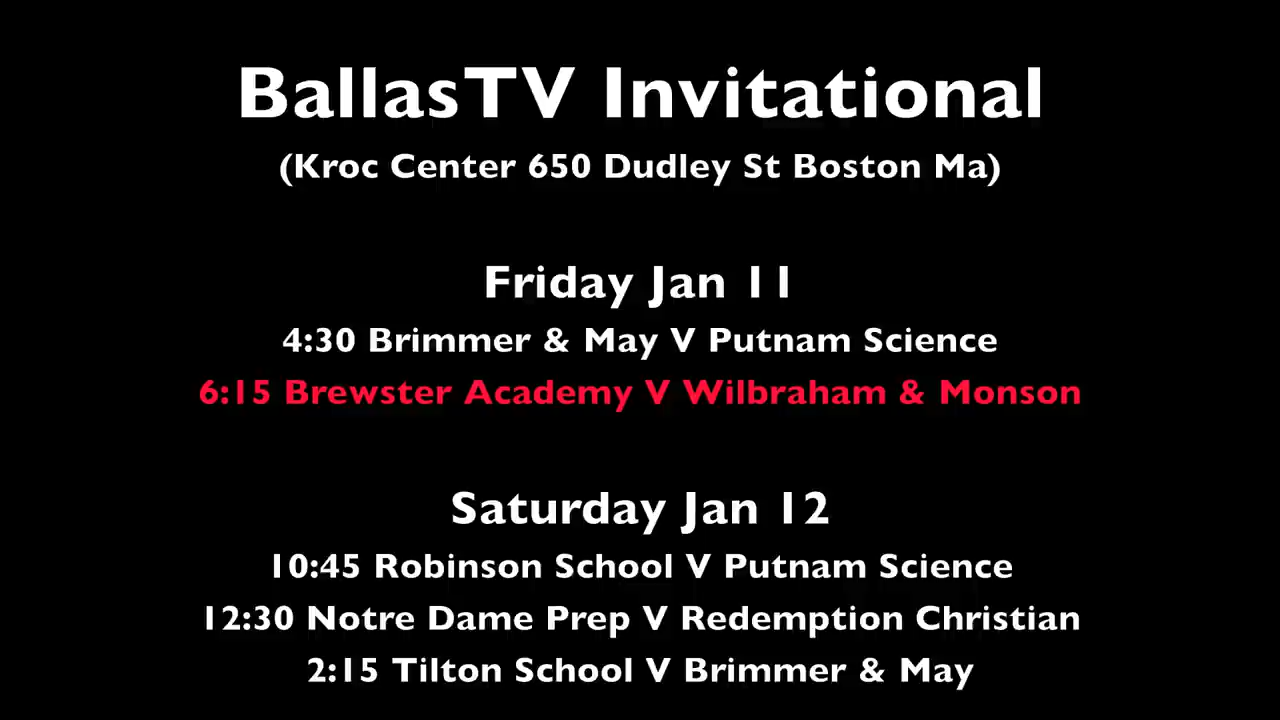 BallasTV Invitational
(Kroc Center 650 Dudley St Boston Ma)
Friday Jan 11
4:30 Brimmer & May V Putnam Science
6:15 Brewster Academy V Wilbraham & Monson
Saturday Jan 12
10:45 Robinson School V Putnam Science
12:30 Notre Dame Prep V Redemption Christian
2:15 Tilton School V Brimmer & May